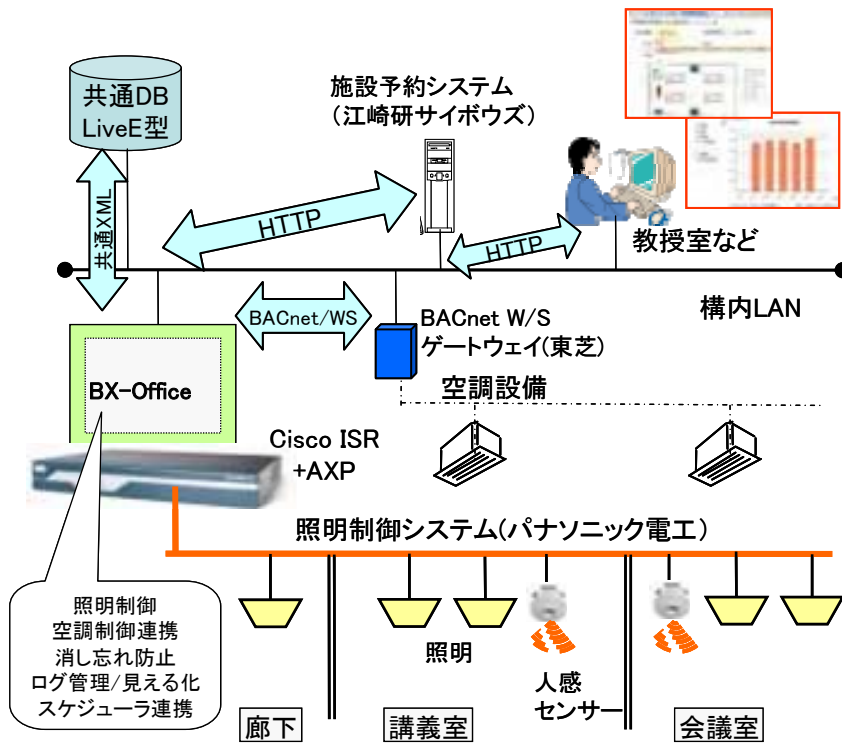 共通DB
LiveE型
施設予約システム
(江崎研サイボウズ)
共通XML
HTTP
HTTP
教授室など
構内LAN
BACnet/WS
BACnet W/S
ゲートウェイ(東芝)
空調設備
BX-Office
Cisco ISR
+AXP
照明制御システム(パナソニック電工)
照明制御
空調制御連携
消し忘れ防止
ログ管理/見える化
スケジューラ連携
照明
人感
センサー
廊下
講義室
会議室